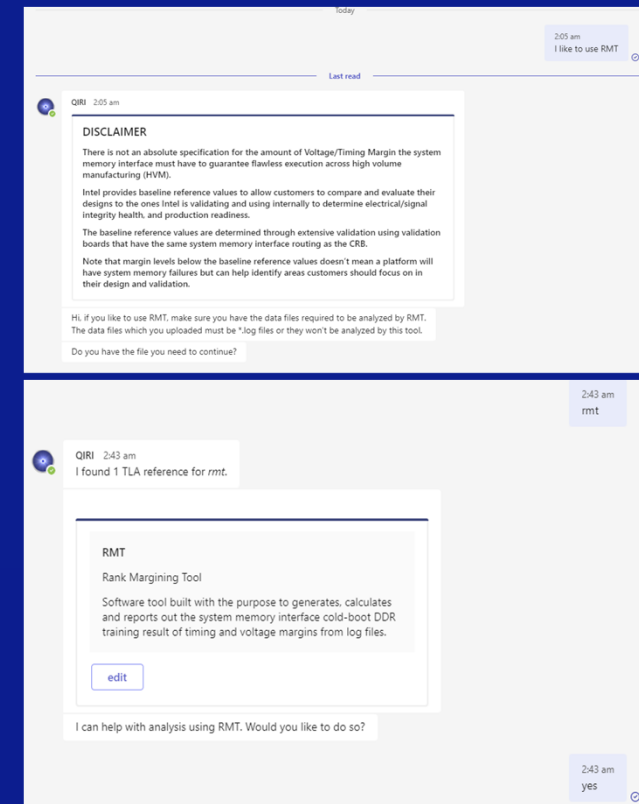 Today
2:05 am
I like to use RMT
Last read
QIRI 2:05 am
DISCLAIMER
There is not an absolute specification for the amount of Voltage/Timing Margin the system
memory interface must have to guarantee flawless execution across high volume
manufacturing (HVM).
Intel provides baseline reference values to allow customers to compare and evaluate their
designs to the ones Intel is validating and using internally to determine electrical/signal
integrity health, and production readiness.
The baseline reference values are determined through extensive validation using validation
boards that have the same system memory interface routing as the CRB.
Note that margin levels below the baseline reference values doesn't mean a platform will
have system memory failures but can help identify areas customers should focus on in
their design and validation.
Hi, if you like to use RMT, make sure you have the data files required to be analyzed by RMT.
The data files which you uploaded must be *.log files or they won't be analyzed by this tool.
Do you have the file you need to continue?
2:43 am
rmt
QIRI 2:43 am
I found 1 TLA reference for rmt.
RMT
Rank Margining Tool
Software tool built with the purpose to generates, calculates
and reports out the system memory interface cold-boot DDR
training result of timing and voltage margins from log files.
edit
I can help with analysis using RMT. Would you like to do so?
2:43 am
yes